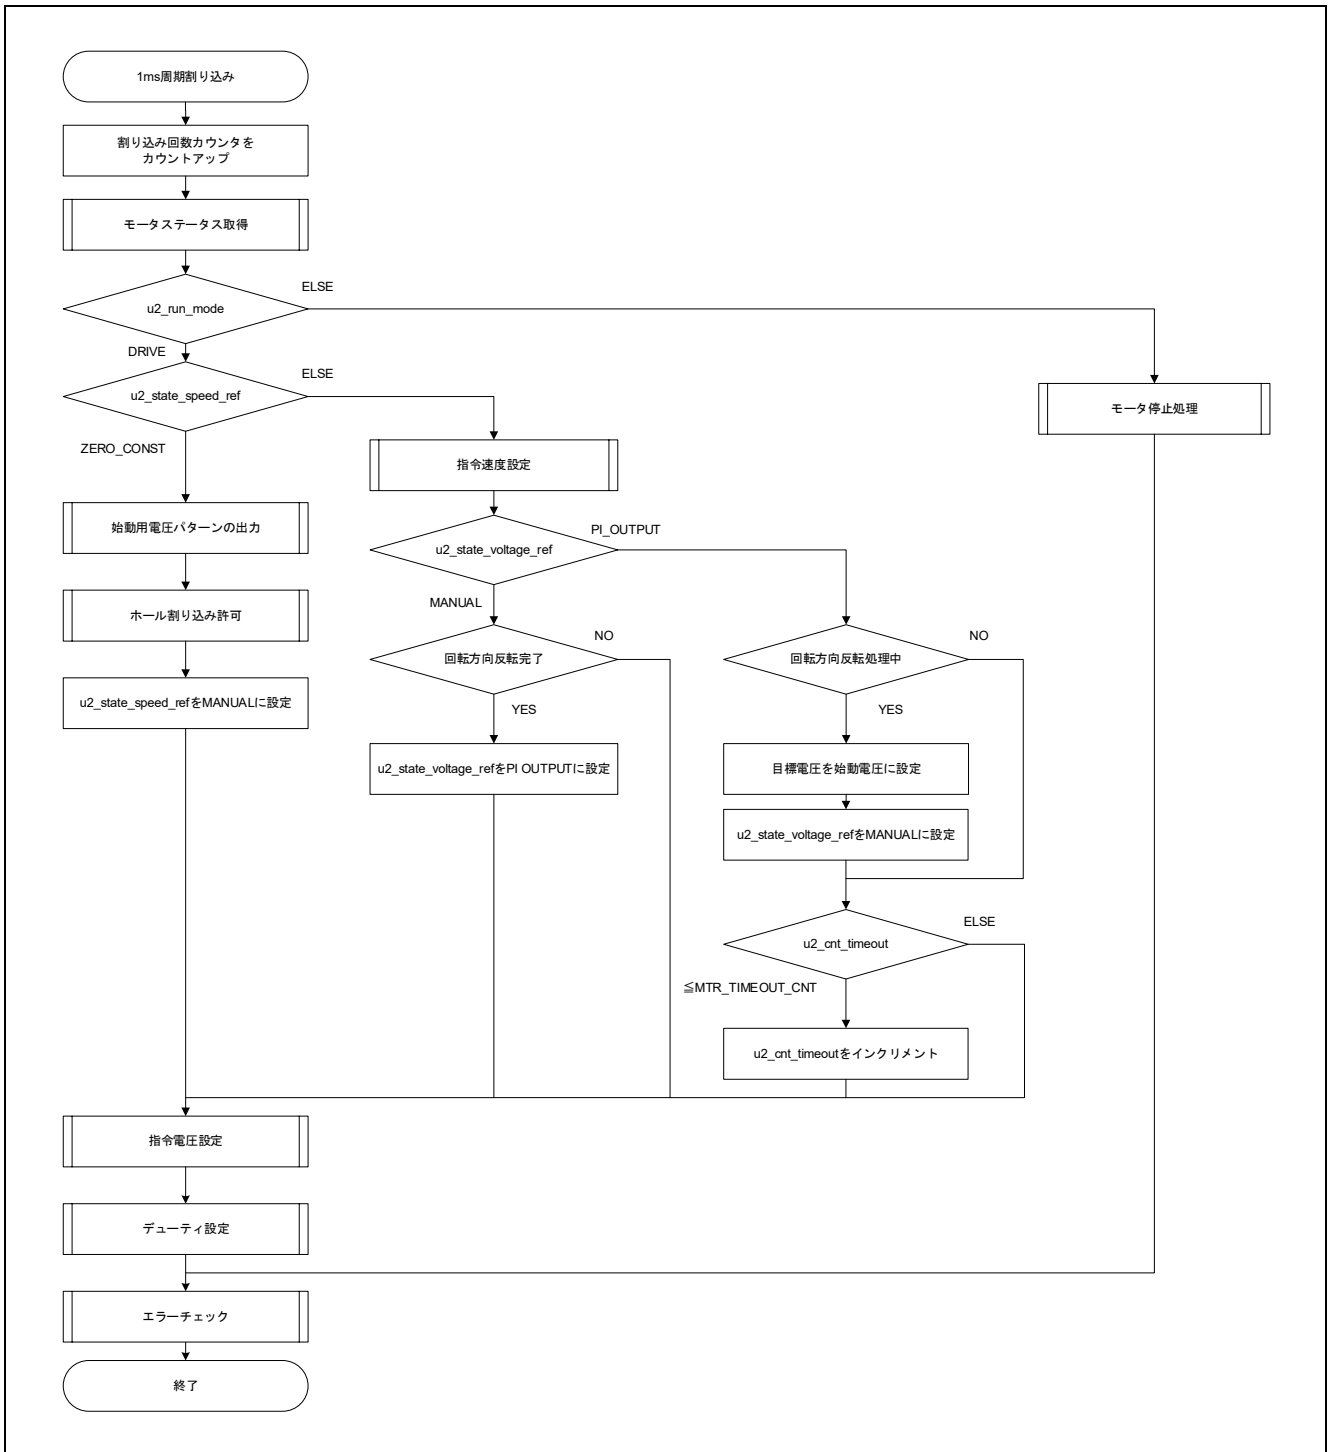 1ms周期割り込み
割り込み回数カウンタを
カウントアップ
モータステータス取得
ELSE
u2_run_mode
DRIVE
ELSE
u2_state_speed_ref
モータ停止処理
ZERO_CONST
指令速度設定
始動用電圧パターンの出力
PI_OUTPUT
u2_state_voltage_ref
MANUAL
ホール割り込み許可
NO
NO
回転方向反転完了
回転方向反転処理中
u2_state_speed_refをMANUALに設定
YES
YES
u2_state_voltage_refをPI OUTPUTに設定
目標電圧を始動電圧に設定
u2_state_voltage_refをMANUALに設定
ELSE
u2_cnt_timeout
≦MTR_TIMEOUT_CNT
u2_cnt_timeoutをインクリメント
指令電圧設定
デューティ設定
エラーチェック
終了